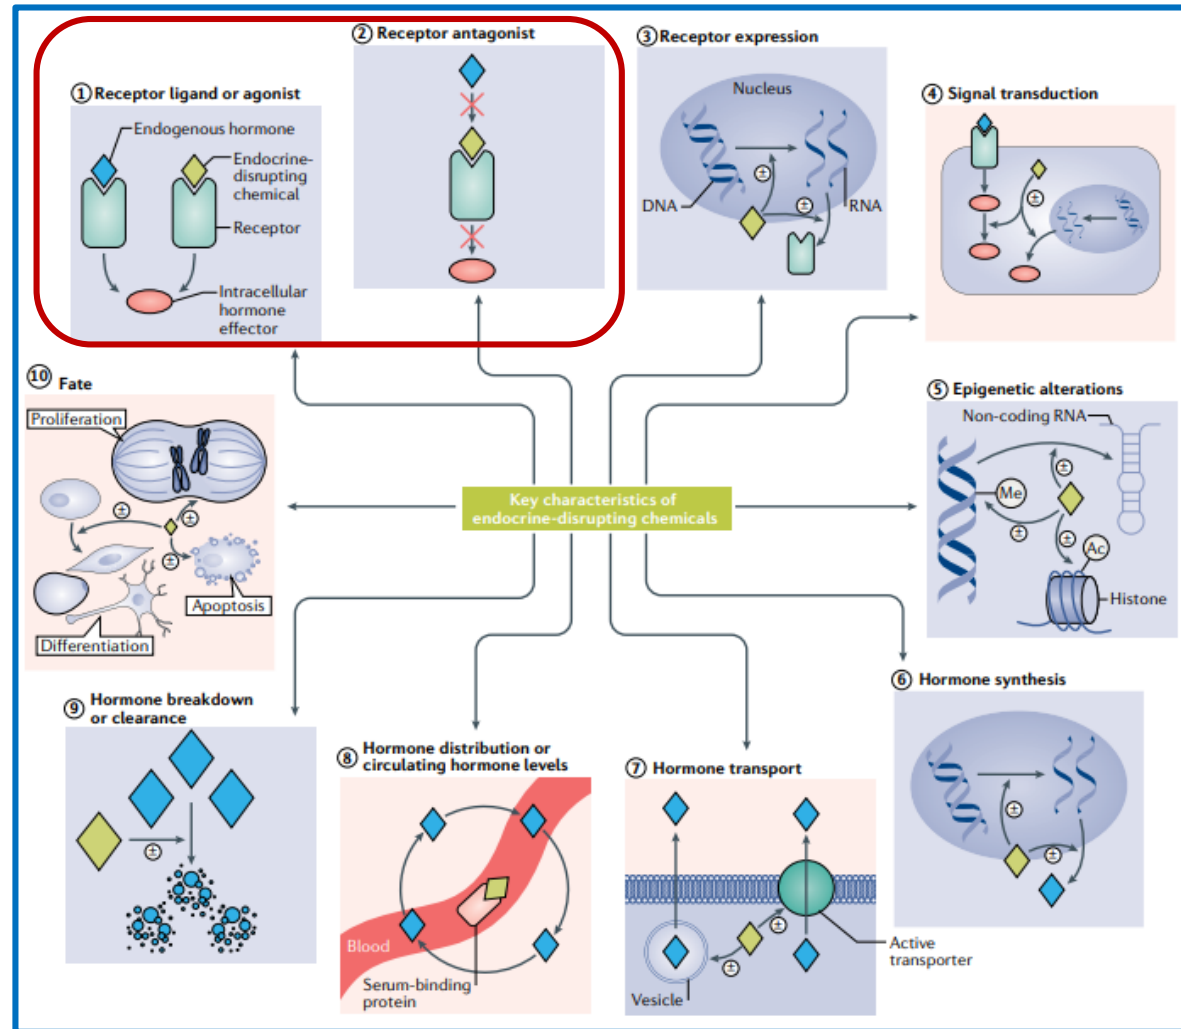 ① Receptor ligand or agonist
Endogenous hormone
Endocrine-
disrupting
chemical
Receptor
Intracellular
hormone
effector
② Receptor antagonist
③ Receptor expression
Nucleus
±
±
DNA
RNA
④ Signal transduction
±
⑤ Epigenetic alterations
Non-coding RNA
±
Me
±
±
Ac
Histone
Key characteristics of
endocrine-disrupting chemicals
⑩ Fate
Proliferation
±
±
±
Apoptosis
Differentiation
⑨ Hormone breakdown
or clearance
±
⑧ Hormone distribution or
circulating hormone levels
Blood
Serum-binding
protein
⑦ Hormone transport
±
±
Active
transporter
Vesicle
⑥ Hormone synthesis
±
±